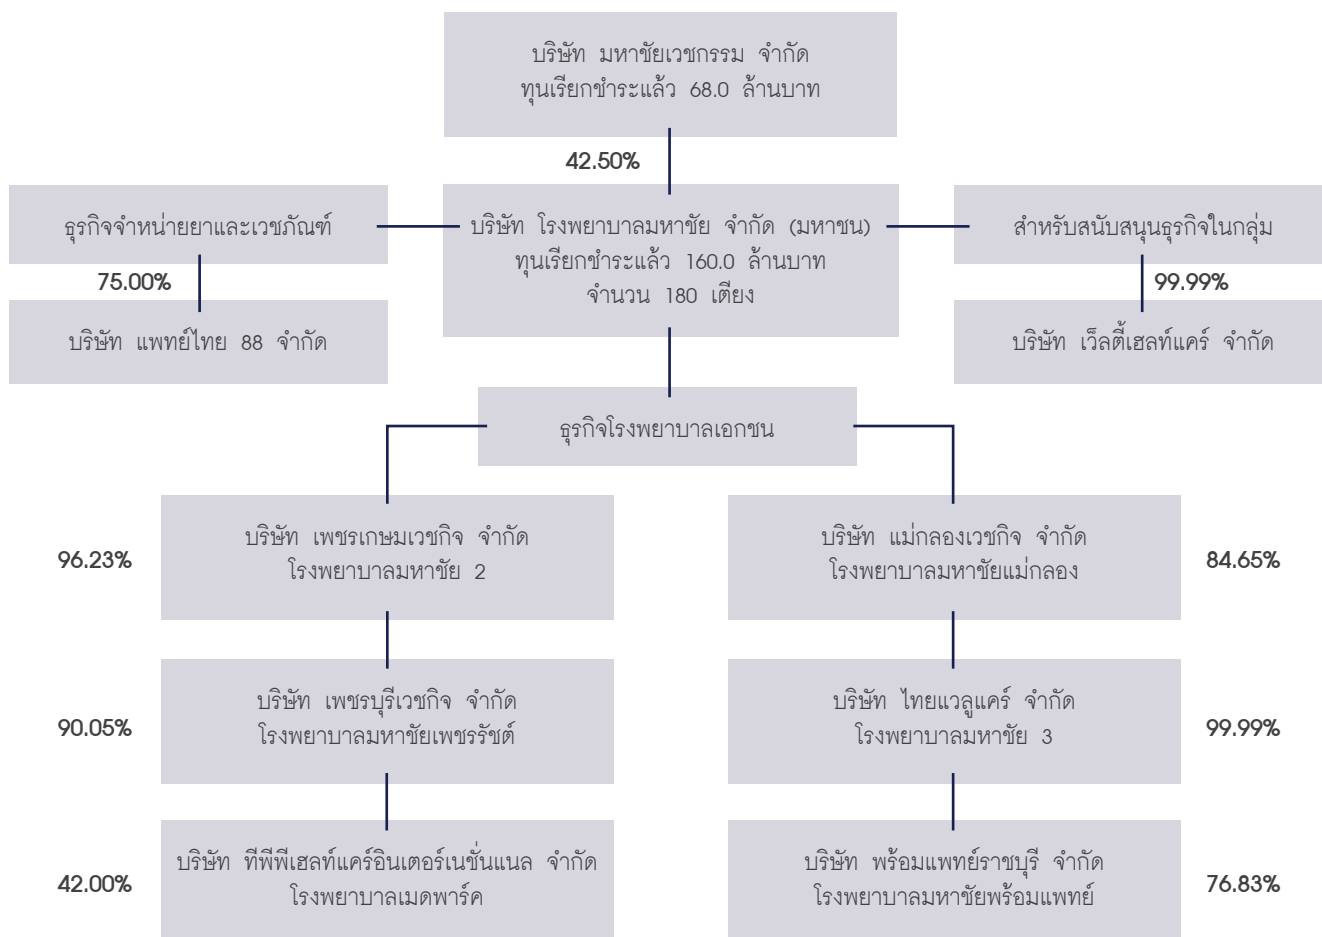 บริษัท มหาชัยเวชกรรม จำกัด
ทุนเรียกชำระแล้ว 68.0 ล้านบาท
42.50%
ธุรกิจจำหน่ายยาและเวชภัณฑ์
บริษัท โรงพยาบาลมหาชัย จำกัด (มหาชน)
ทุนเรียกชำระแล้ว 160.0 ล้านบาท
จำนวน 180 เตียง
สำหรับสนับสนุนธุรกิจในกลุ่ม
75.00%
99.99%
บริษัท แพทย์ไทย 88 จำกัด
บริษัท เว็ลตี้เฮลท์แคร์ จำกัด
ธุรกิจโรงพยาบาลเอกชน
96.23%
บริษัท เพชรเกษมเวชกิจ จำกัด
โรงพยาบาลมหาชัย 2
บริษัท แม่กลองเวชกิจ จำกัด
โรงพยาบาลมหาชัยแม่กลอง
84.65%
90.05%
บริษัท เพชรบุรีเวชกิจ จำกัด
โรงพยาบาลมหาชัยเพชรรัชต์
บริษัท ไทยแวลูแคร์ จำกัด
โรงพยาบาลมหาชัย 3
99.99%
42.00%
บริษัท ทีพีพีเฮลท์แคร์อินเตอร์เนชั่นแนล จำกัด
โรงพยาบาลเมดพาร์ค
บริษัท พร้อมแพทย์ราชบุรี จำกัด
โรงพยาบาลมหาชัยพร้อมแพทย์
76.83%